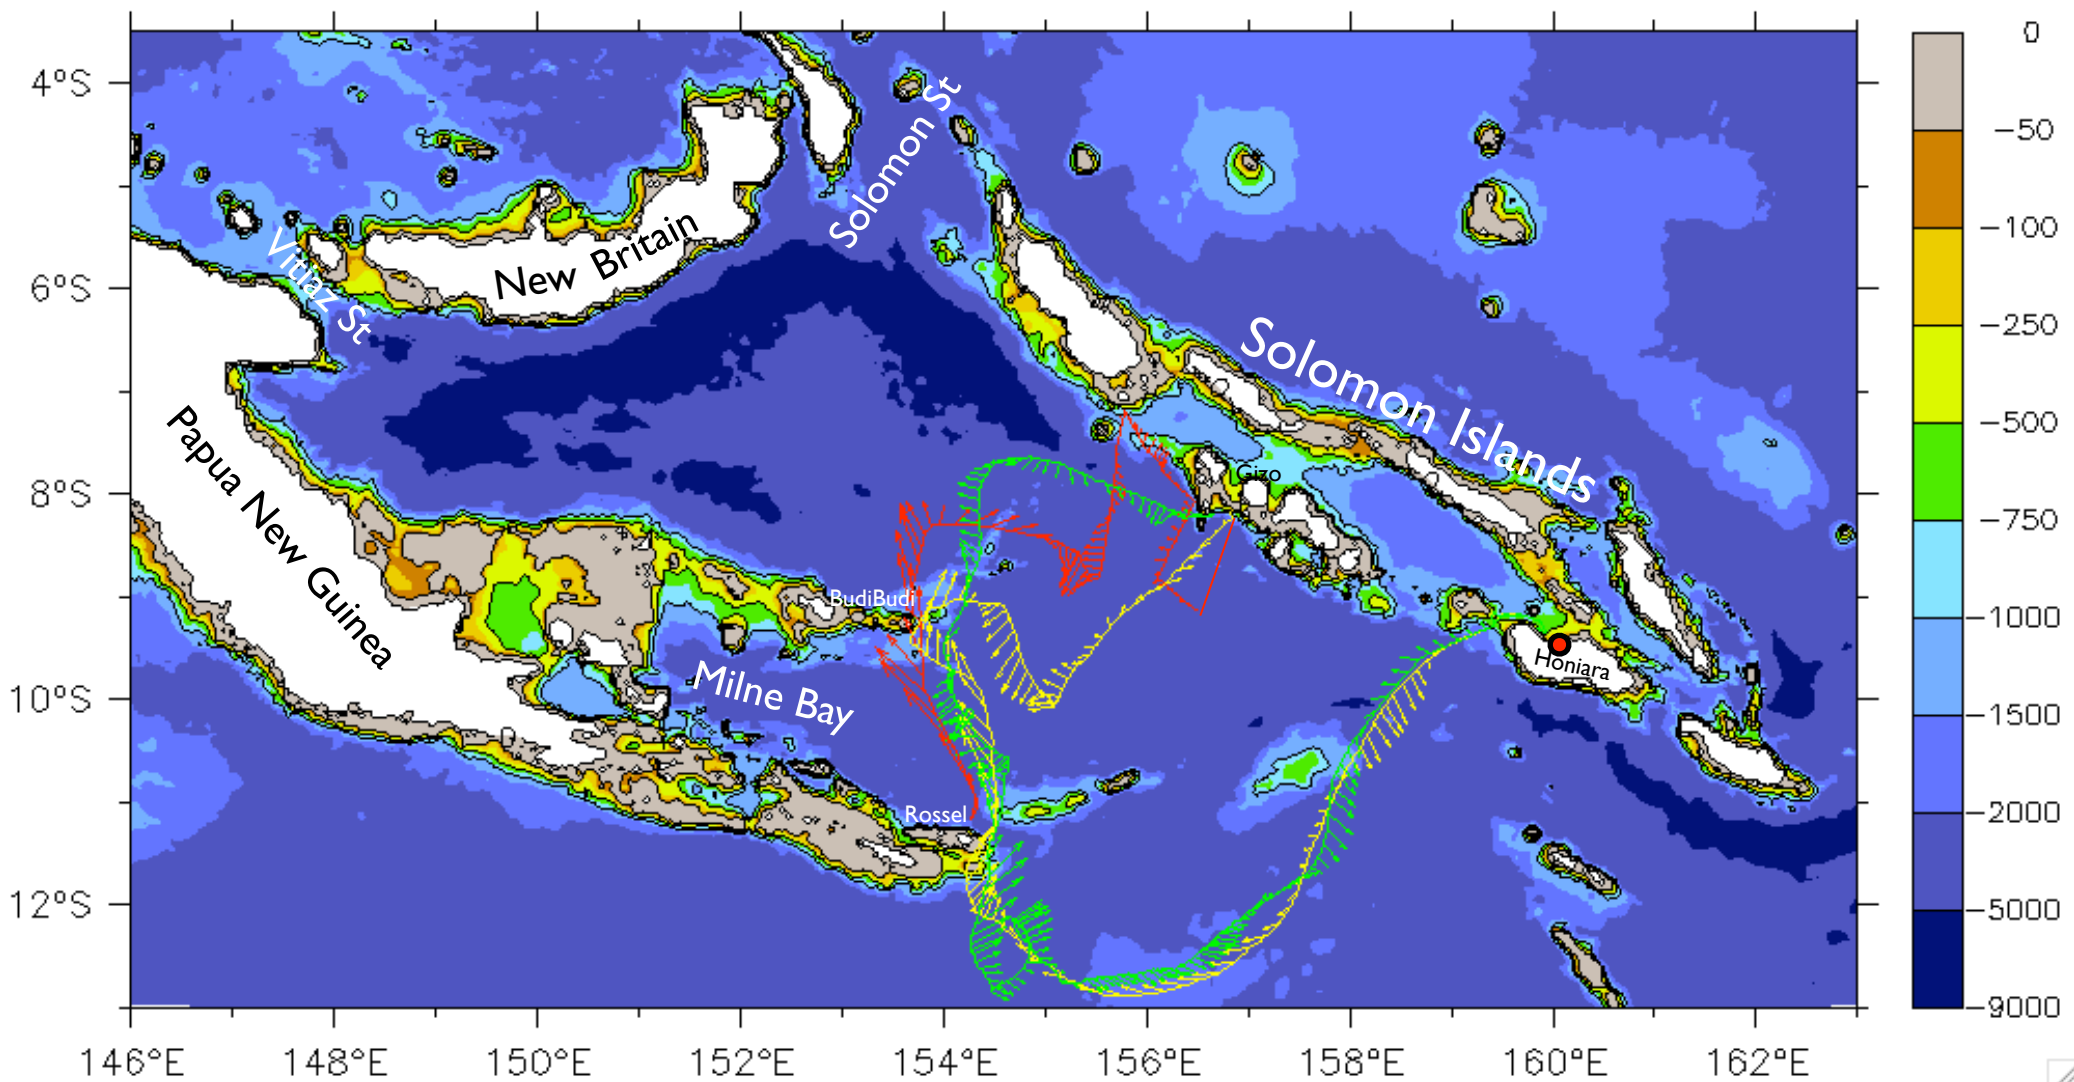 4°S
6°S
8°S
10°S
12°S
146°E
148°E
150°E
152°E
154°E
156°E
158°E
160°E
162°E
Solomon St
Vitiaz St
New Britain
Solomon Islands
Papua New Guinea
Gizo
BudiBudi
Milne Bay
Honiara
Rossel
0
-50
-100
-250
-500
-750
-1000
-1500
-2000
-5000
-9000